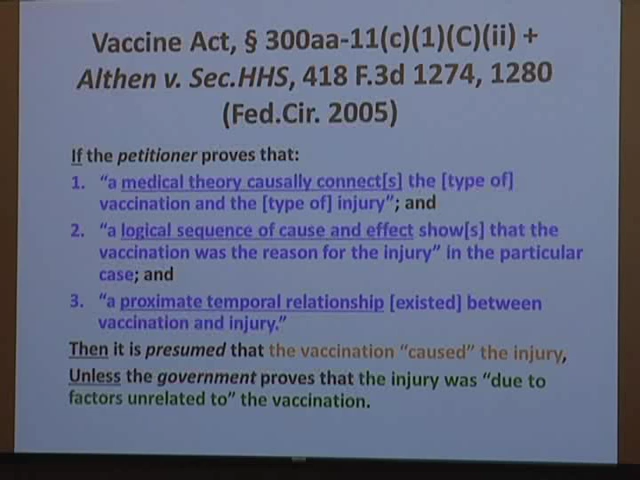 Vaccine Act, § 300aa-11(c)(1)(C)(ii) +
Althen v. Sec.HHS, 418 F.3d 1274, 1280
(Fed.Cir. 2005)
If the petitioner proves that:
1. “a medical theory causally connect[s] the [type of]
vaccination and the [type of] injury”; and
2. “a logical sequence of cause and effect show[s] that the
vaccination was the reason for the injury” in the particular
case; and
3. “a proximate temporal relationship [existed] between
vaccination and injury.”
Then it is presumed that the vaccination “caused” the injury,
Unless the government proves that the injury was “due to
factors unrelated to” the vaccination.